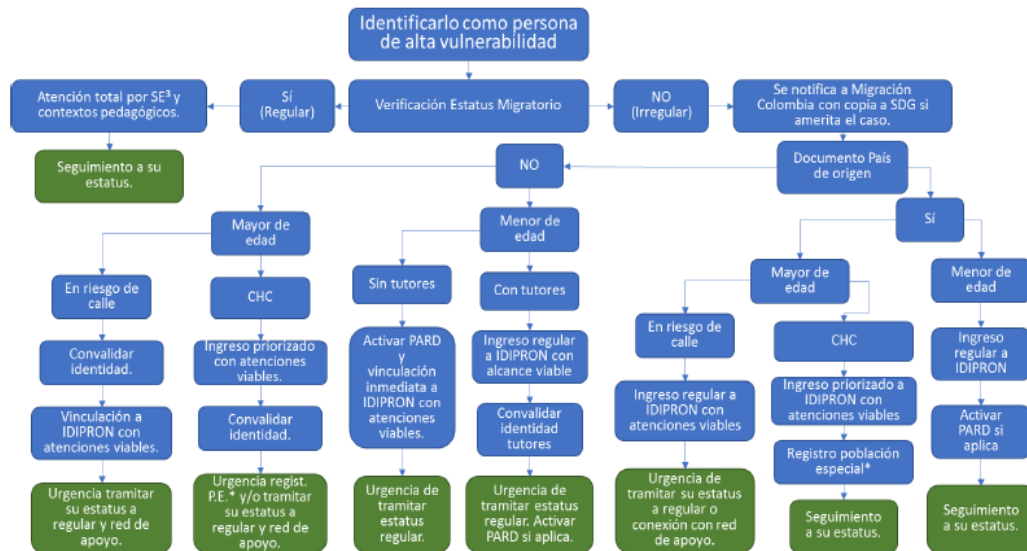 Identificarlo como persona
de alta vulnerabilidad
Atención total por SE³ y
contextos pedagógicos.
Sí
(Regular)
Verificación Estatus Migratorio
NO
(Irregular)
Se notifica a Migración
Colombia con copia a SDG si
amerita el caso.
Seguimiento a su
estatus.
NO
Documento País
de origen
Sí
Mayor de
edad
Menor de
edad
Mayor de
edad
Menor de
edad
En riesgo de
calle
CHC
Sin tutores
Con tutores
En riesgo de
calle
CHC
Ingreso
regular a
IDIPRON
Convalidar
identidad.
Ingreso priorizado
con atenciones
viables.
Activar PARD
y
vinculación
inmediata a
IDIPRON con
atenciones
viables.
Ingreso regular
a IDIPRON con
alcance viable
Ingreso regular a
IDIPRON con
atenciones viables
Ingreso priorizado a
IDIPRON con
atenciones viables
Activar
PARD si
aplica
Vinculación a
IDIPRON con
atenciones viables.
Convalidar
identidad.
Convalidar
identidad
tutores
Registro población
especial*
Urgencia tramitar
su estatus a
regular y red de
apoyo.
Urgencia regist.
P.E.* y/o tramitar
su estatus a
regular y red de
apoyo.
Urgencia de
tramitar
estatus
regular.
Urgencia de
tramitar estatus
regular. Activar
PARD si aplica.
Urgencia de
tramitar su estatus
a regular o
conexión con red
de apoyo.
Seguimiento
a su estatus.
Seguimiento
a su estatus.